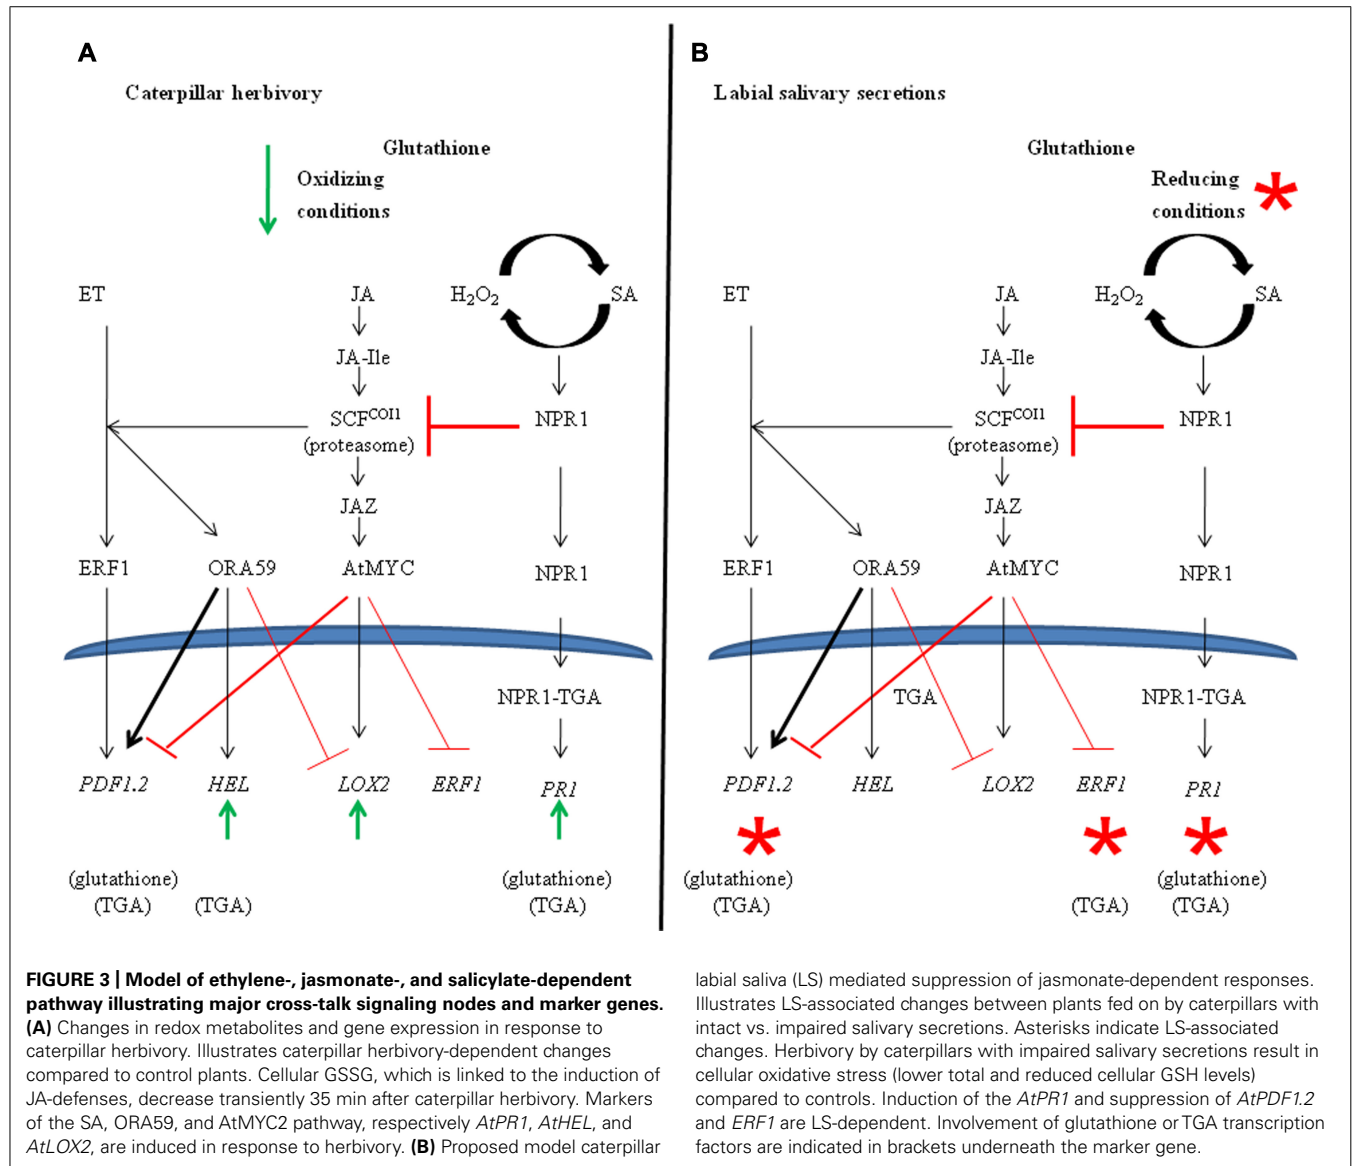 A
Caterpillar herbivory
Glutathione
Oxidizing
conditions
ET
JA
H2O2
SA
JA-Ile
SCFCOI1
(proteasome)
NPR1
JAZ
ERF1
ORA59
AtMYC
NPR1
NPR1-TGA
PDF1.2
HEL
LOX2
ERF1
PR1
(glutathione)
(TGA)
(TGA)
(glutathione)
(TGA)
B
Labial salivary secretions
Glutathione
Reducing
conditions
ET
JA
H2O2
SA
JA-Ile
SCFCOI1
(proteasome)
NPR1
JAZ
ERF1
ORA59
AtMYC
NPR1
TGA
NPR1-TGA
PDF1.2
HEL
LOX2
ERF1
PR1
(glutathione)
(TGA)
(TGA)
(glutathione)
(TGA)
FIGURE 3 | Model of ethylene-, jasmonate-, and salicylate-dependent
pathway illustrating major cross-talk signaling nodes and marker genes.
(A) Changes in redox metabolites and gene expression in response to
caterpillar herbivory. Illustrates caterpillar herbivory-dependent changes
compared to control plants. Cellular GSSG, which is linked to the induction of
JA-defenses, decrease transiently 35 min after caterpillar herbivory. Markers
of the SA, ORA59, and AtMYC2 pathway, respectively AtPR1, AtHEL, and
AtLOX2, are induced in response to herbivory. (B) Proposed model caterpillar
labial saliva (LS) mediated suppression of jasmonate-dependent responses.
Illustrates LS-associated changes between plants fed on by caterpillars with
intact vs. impaired salivary secretions. Asterisks indicate LS-associated
changes. Herbivory by caterpillars with impaired salivary secretions result in
cellular oxidative stress (lower total and reduced cellular GSH levels)
compared to controls. Induction of the AtPR1 and suppression of AtPDF1.2
and ERF1 are LS-dependent. Involvement of glutathione or TGA transcription
factors are indicated in brackets underneath the marker gene.